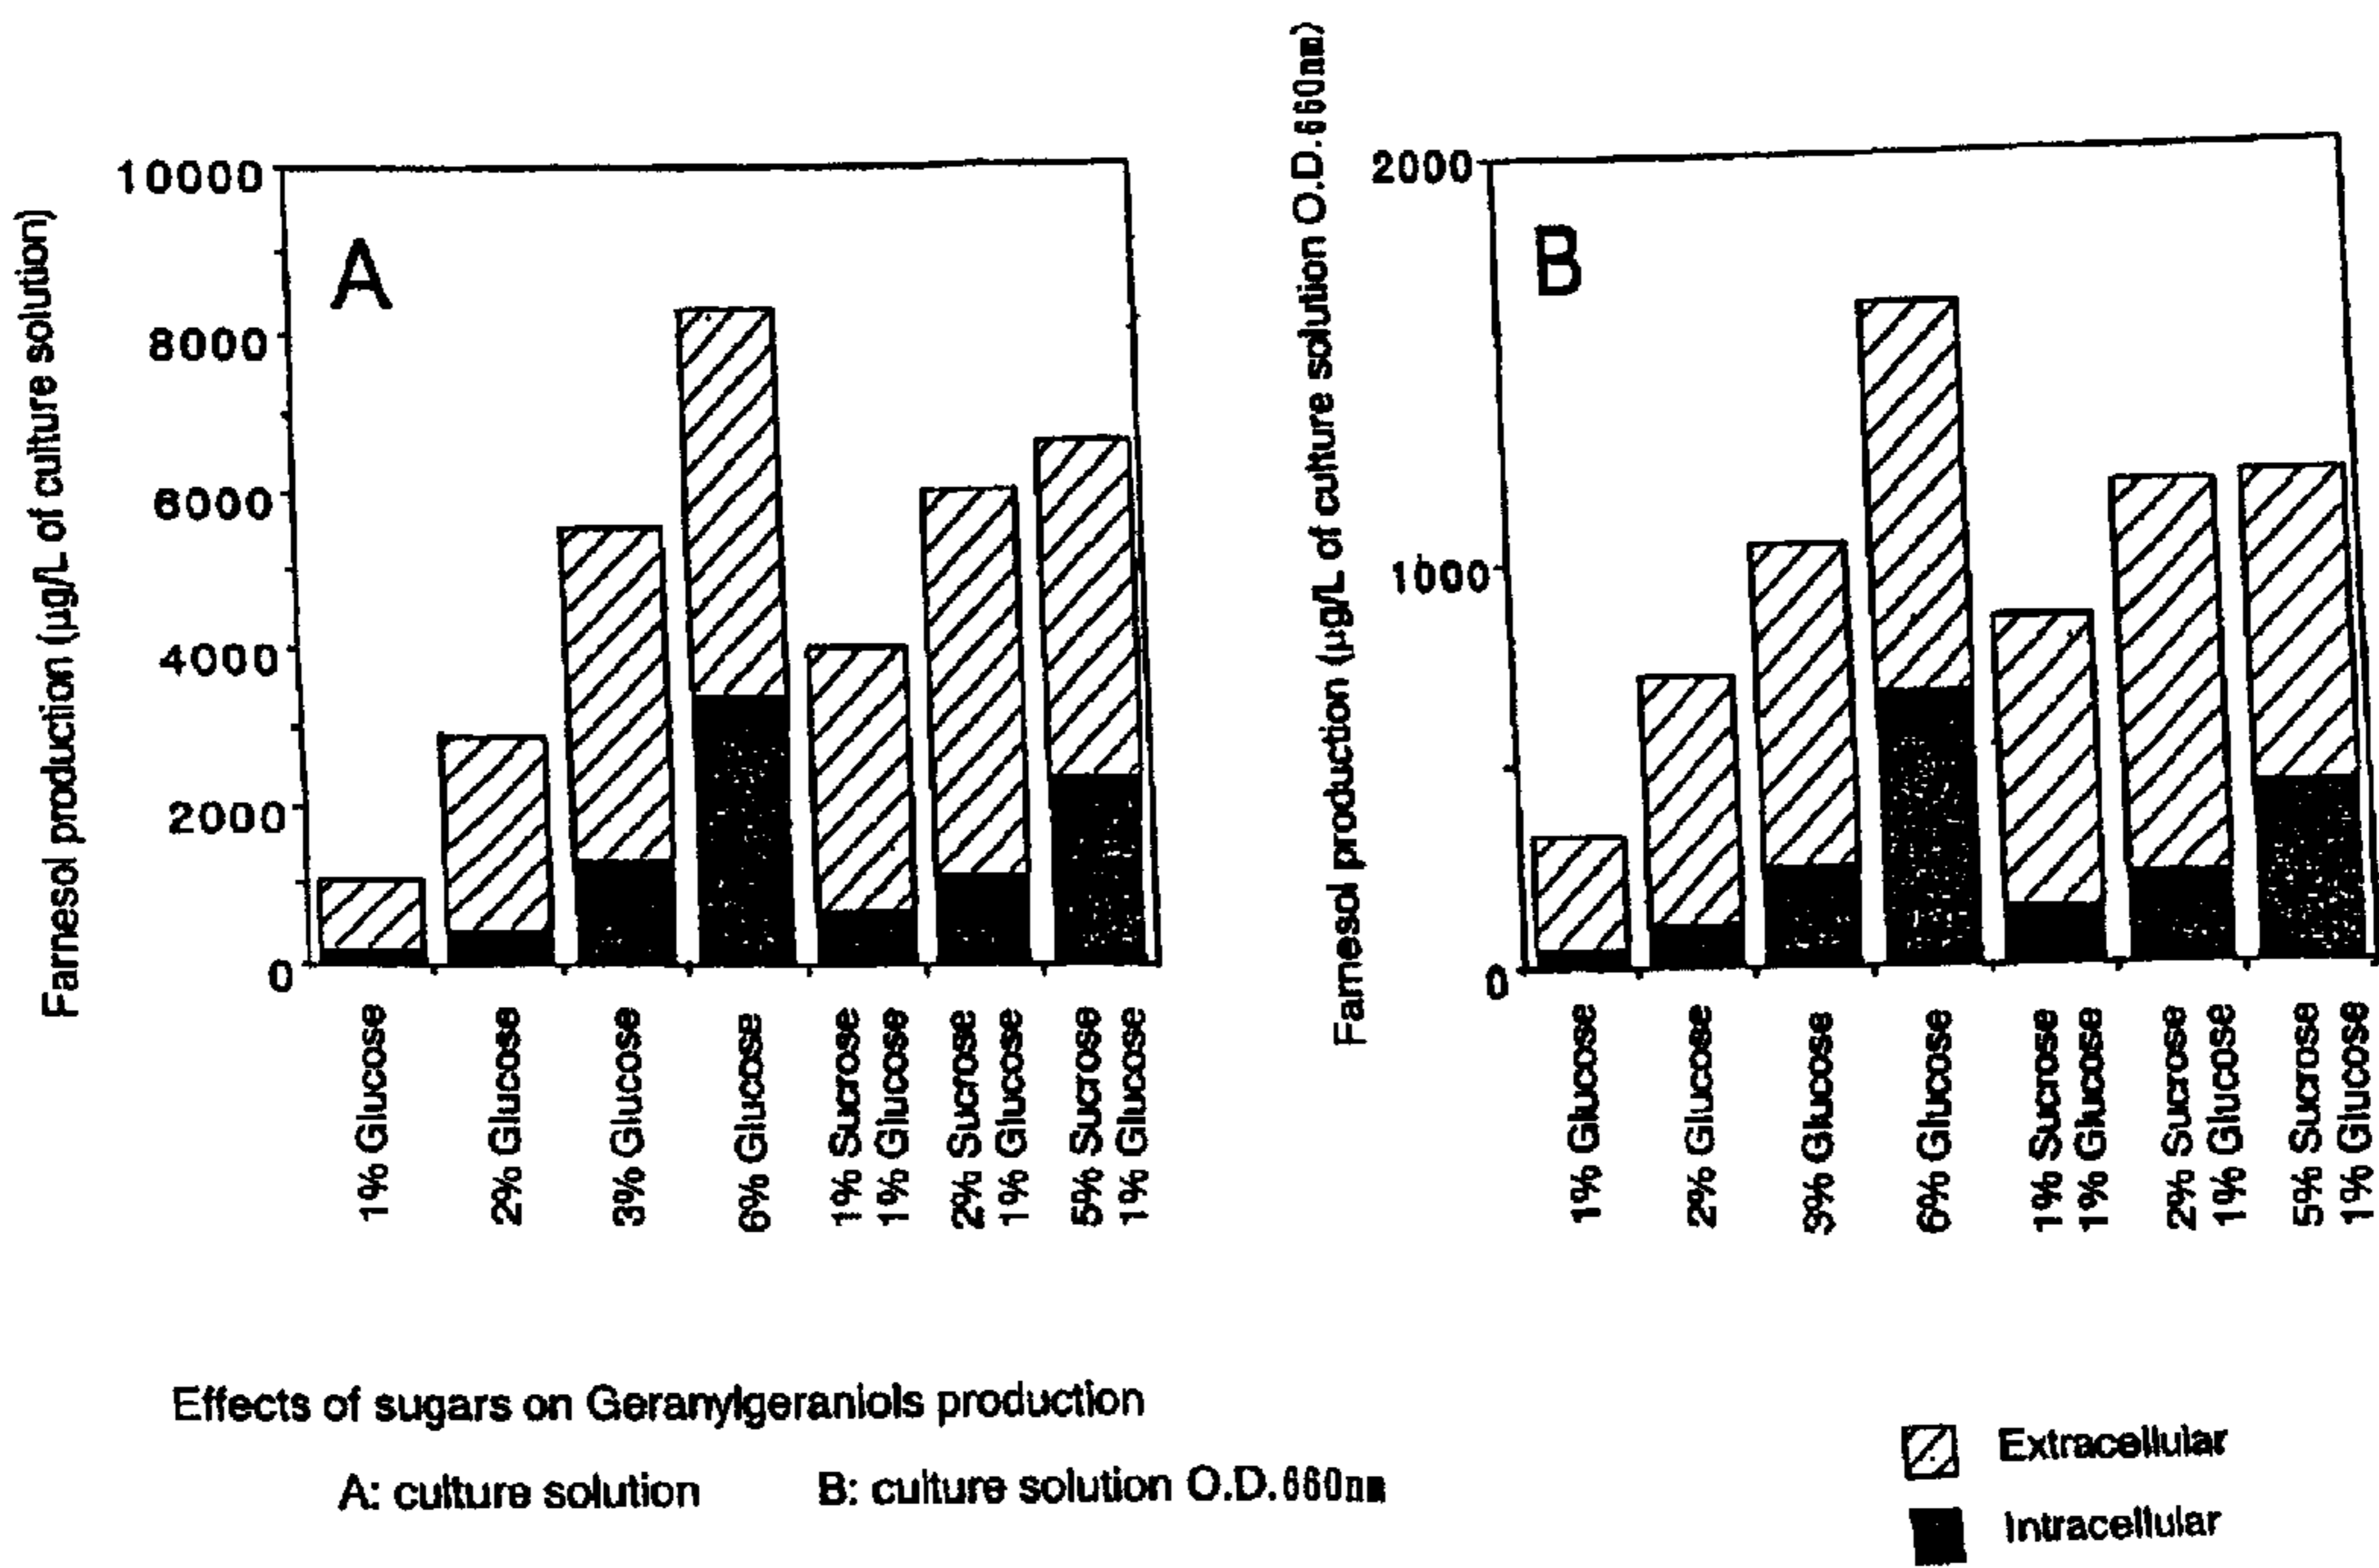 Farnesol production (µg/L of culture solution)
10000
8000
6000
4000
2000
0
A
1% Glucose
2% Glucose
3% Glucose
6% Glucose
1% Sucrose
1% Glucose
2% Sucrose
1% Glucose
5% Sucrose
1% Glucose
Farnesol production (µg/L of culture solution O.D.660nm)
2000
1000
0
B
1% Glucose
2% Glucose
3% Glucose
6% Glucose
1% Sucrose
1% Glucose
2% Sucrose
1% Glucose
5% Sucrose
1% Glucose
Effects of sugars on Geranylgeraniols production
A: culture solution B: culture solution O.D.660nm
Extracellular
Intracellular